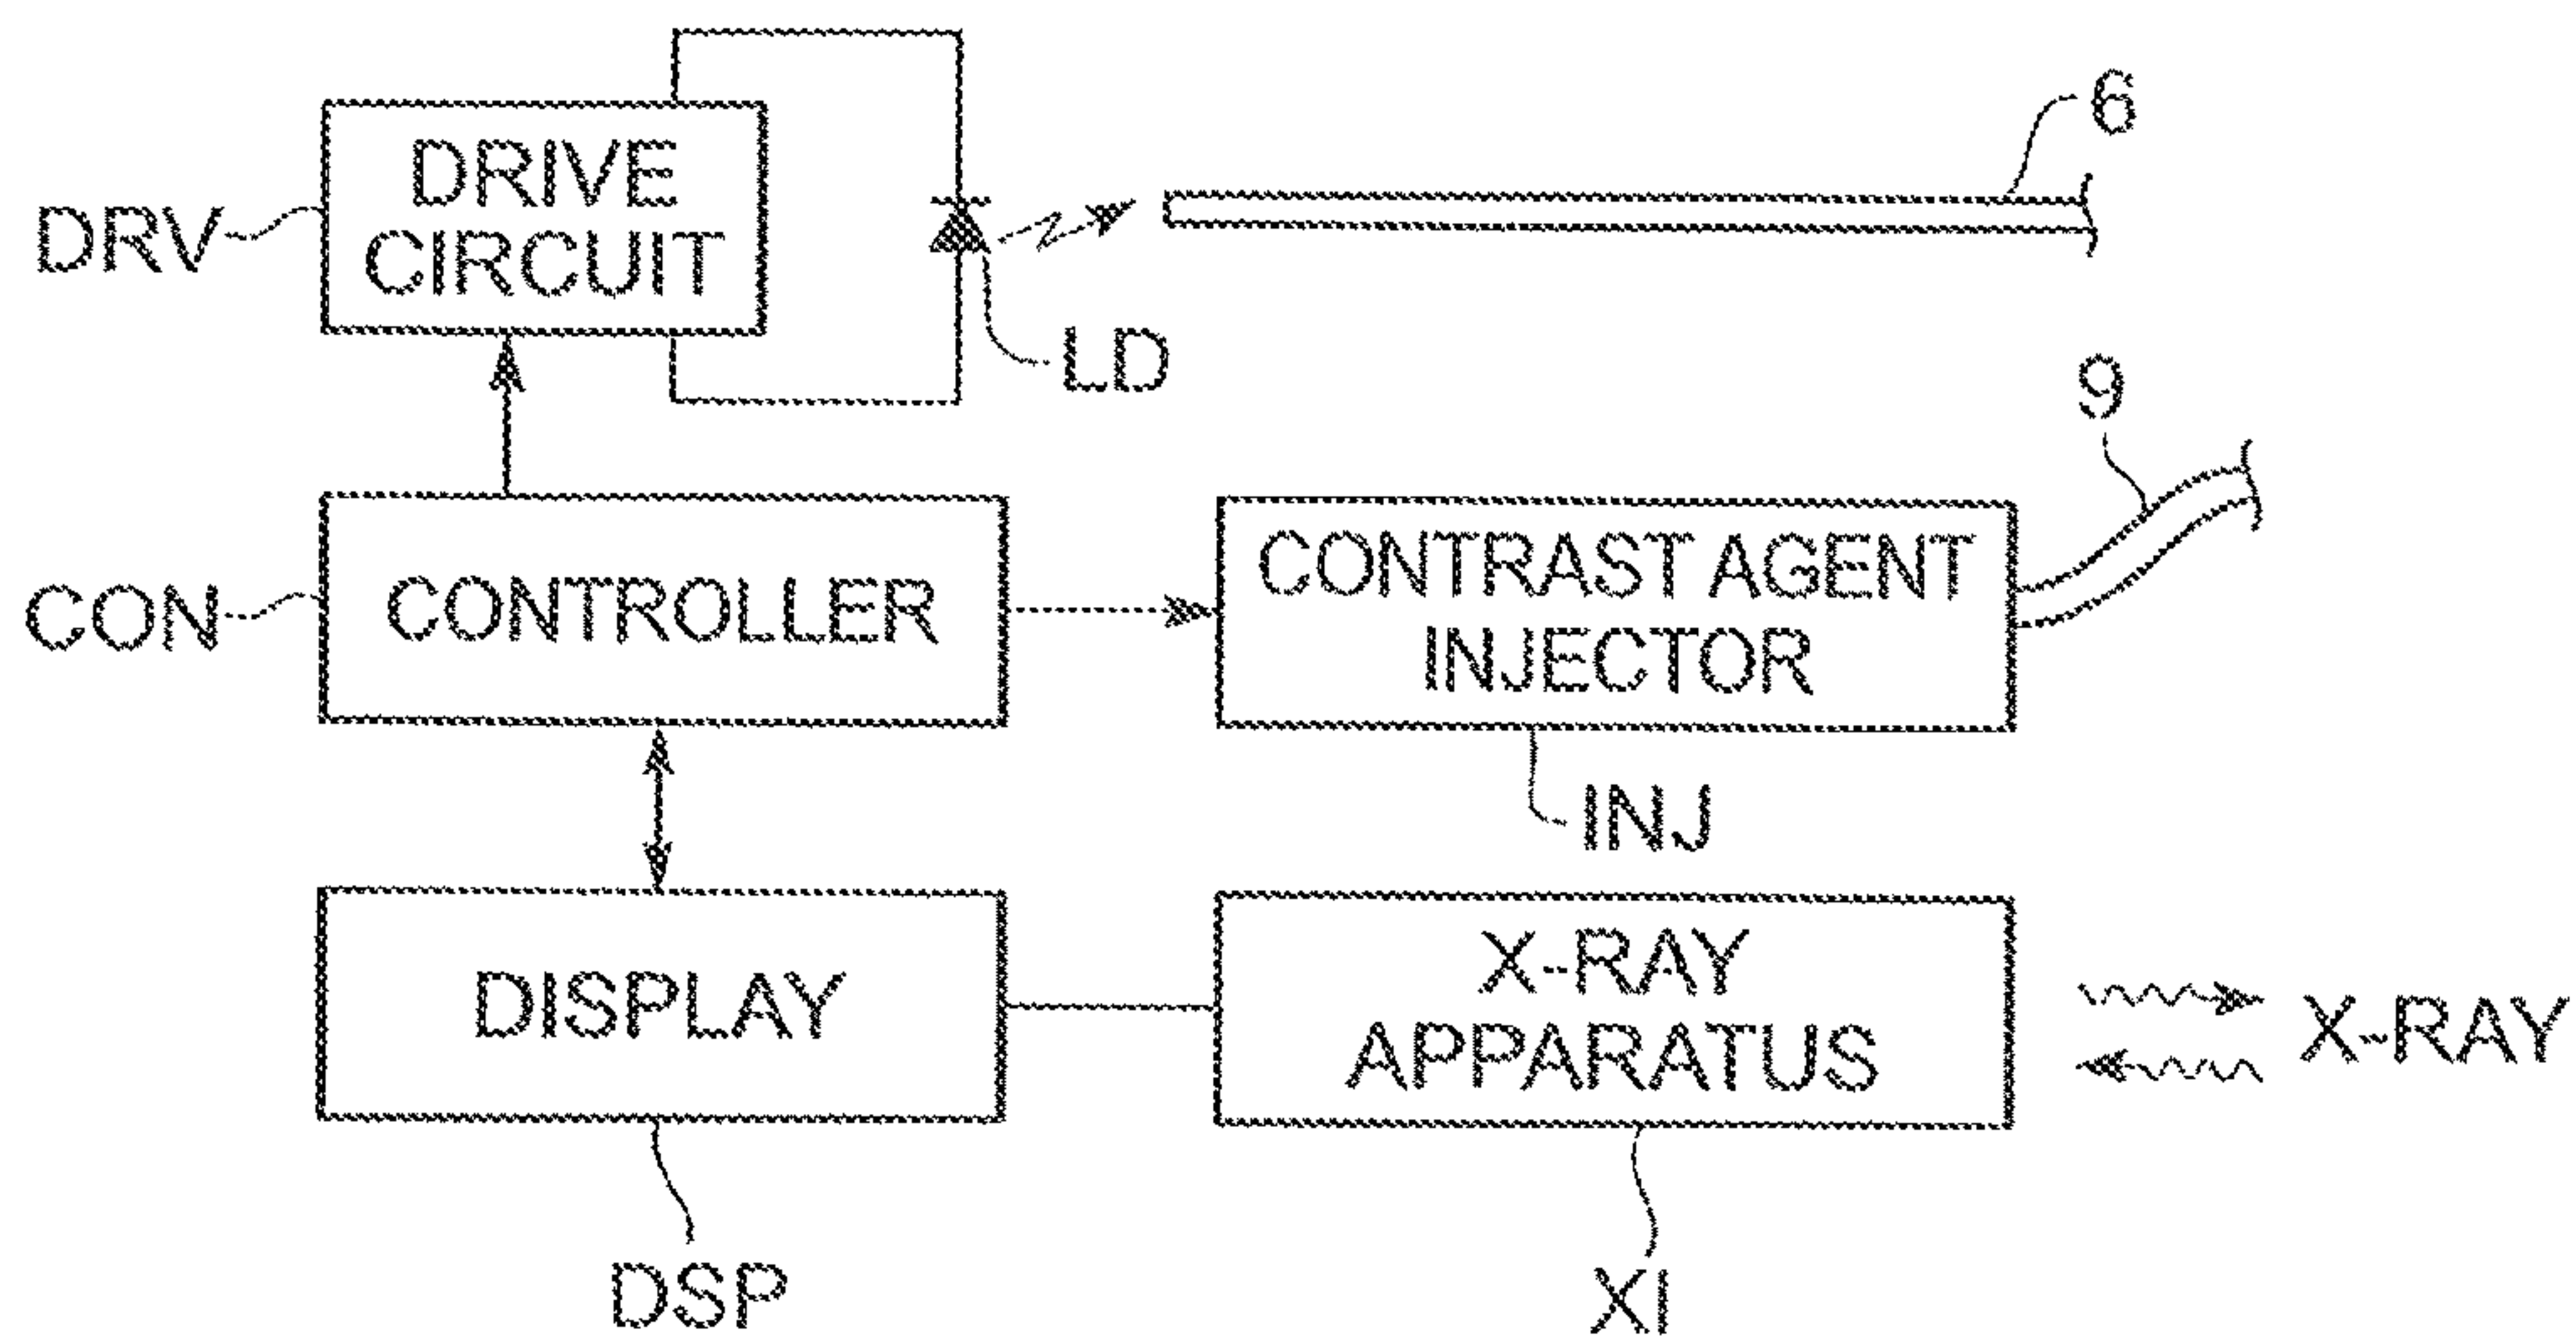 6
DRIVE
CIRCUIT
DRV
LD
9
CONTRAST AGENT
INJECTOR
CONTROLLER
CON
INJ
X-RAY
APPARATUS
DISPLAY
X-RAY
DSP
XI